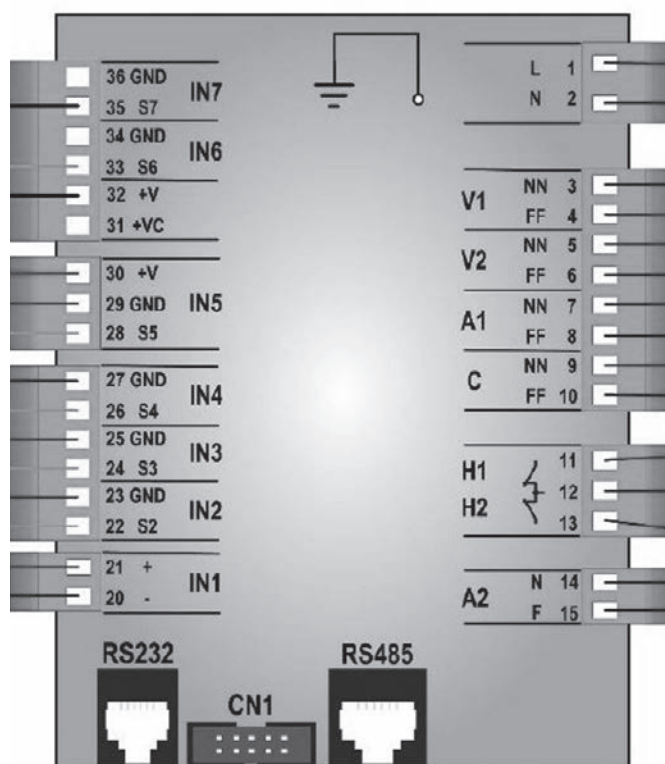 36 GND
35 S7
IN7
34 GND
33 S6
IN6
32 +V
31 +VC
30 +V
29 GND
28 S5
IN5
27 GND
26 S4
IN4
25 GND
24 S3
IN3
23 GND
22 S2
IN2
21 +
20 -
IN1
L 1
N 2
V1
NN 3
FF 4
V2
NN 5
FF 6
A1
NN 7
FF 8
C
NN 9
FF 10
H1
H2
11
12
13
A2
N 14
F 15
RS232
CN1
RS485